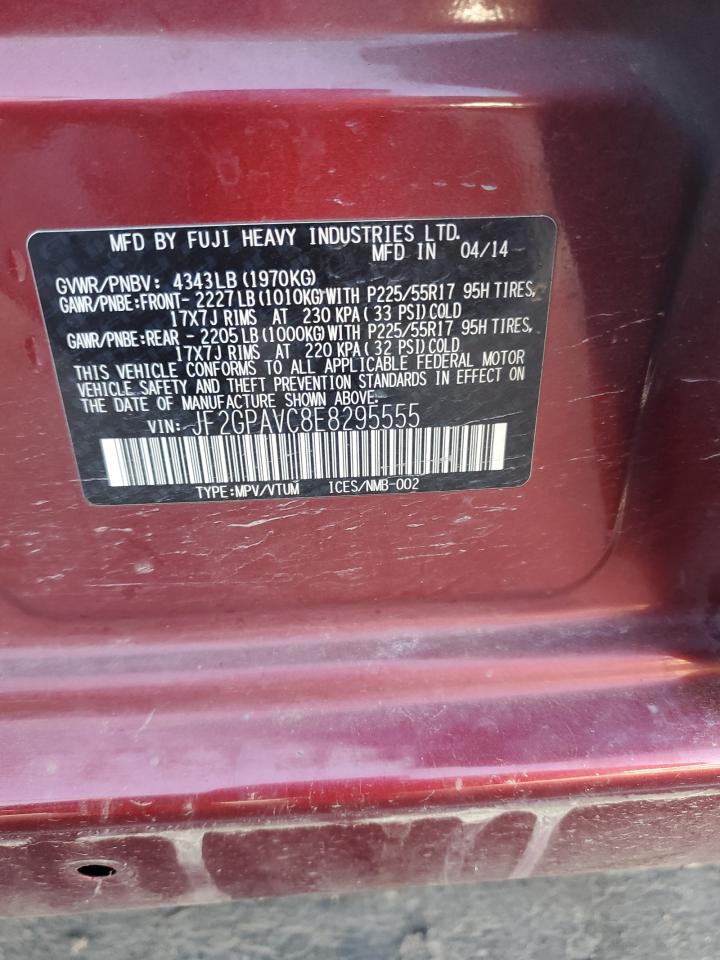 MFD BY FUJI HEAVY INDUSTRIES LTD.
MFD IN 04/14
GVWR/PNBV: 4343LB(1970KG)
GAWR/PNBE:FRONT- 2227LB(1010KG)WITH P225/55R17 95H TIRES,
17X7J RIMS AT 230 KPA(33 PSI)COLD
GAWR/PNBE:REAR - 2205LB(1000KG)WITH P225/55R17 95H TIRES,
17X7J RIMS AT 220 KPA(32 PSI)COLD
THIS VEHICLE CONFORMS TO ALL APPLICABLE FEDERAL MOTOR
VEHICLE SAFETY AND THEFT PREVENTION STANDARDS IN EFFECT ON
THE DATE OF MANUFACTURE SHOWN ABOVE.
VIN: JF2GPAVC8E8295555
TYPE:MPV/VTUM ICES/NMB-002